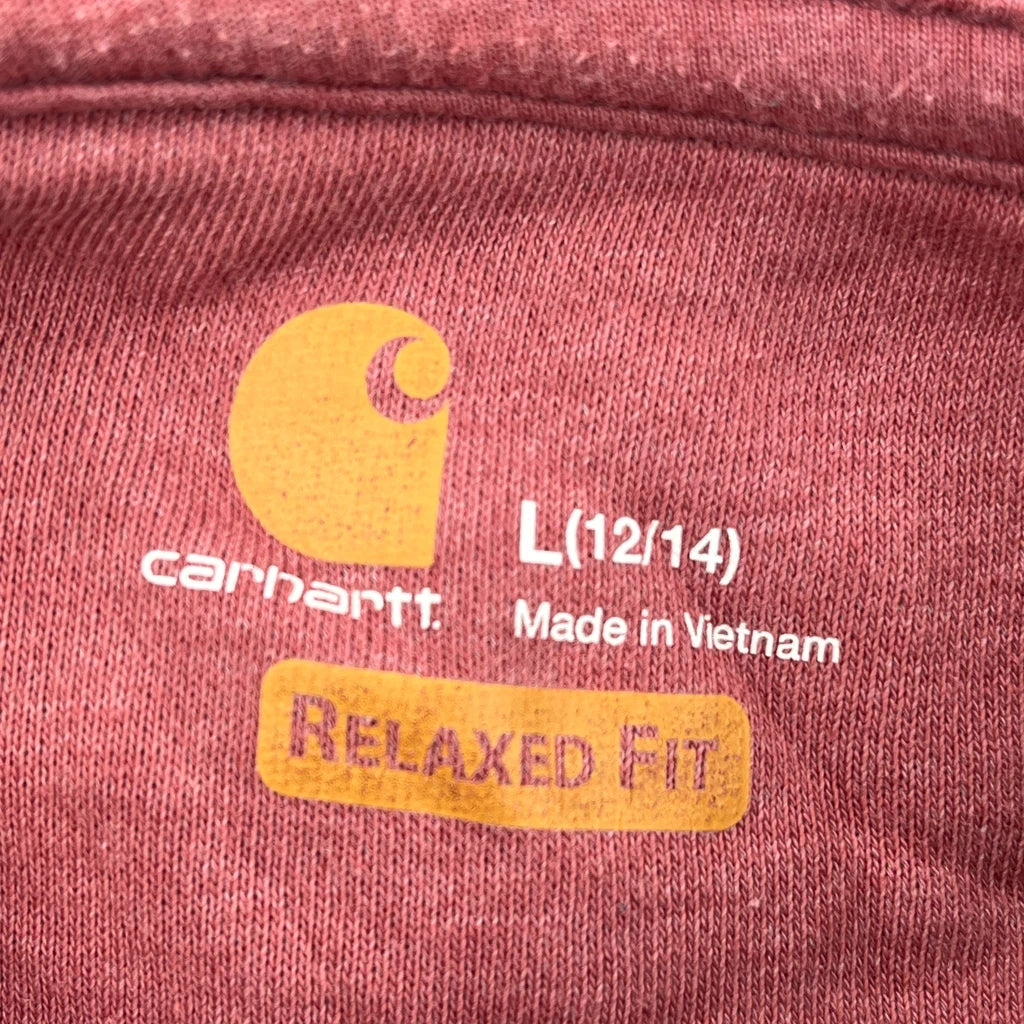 carhartt.
L(12/14)
Made in Vietnam
RELAXED FIT